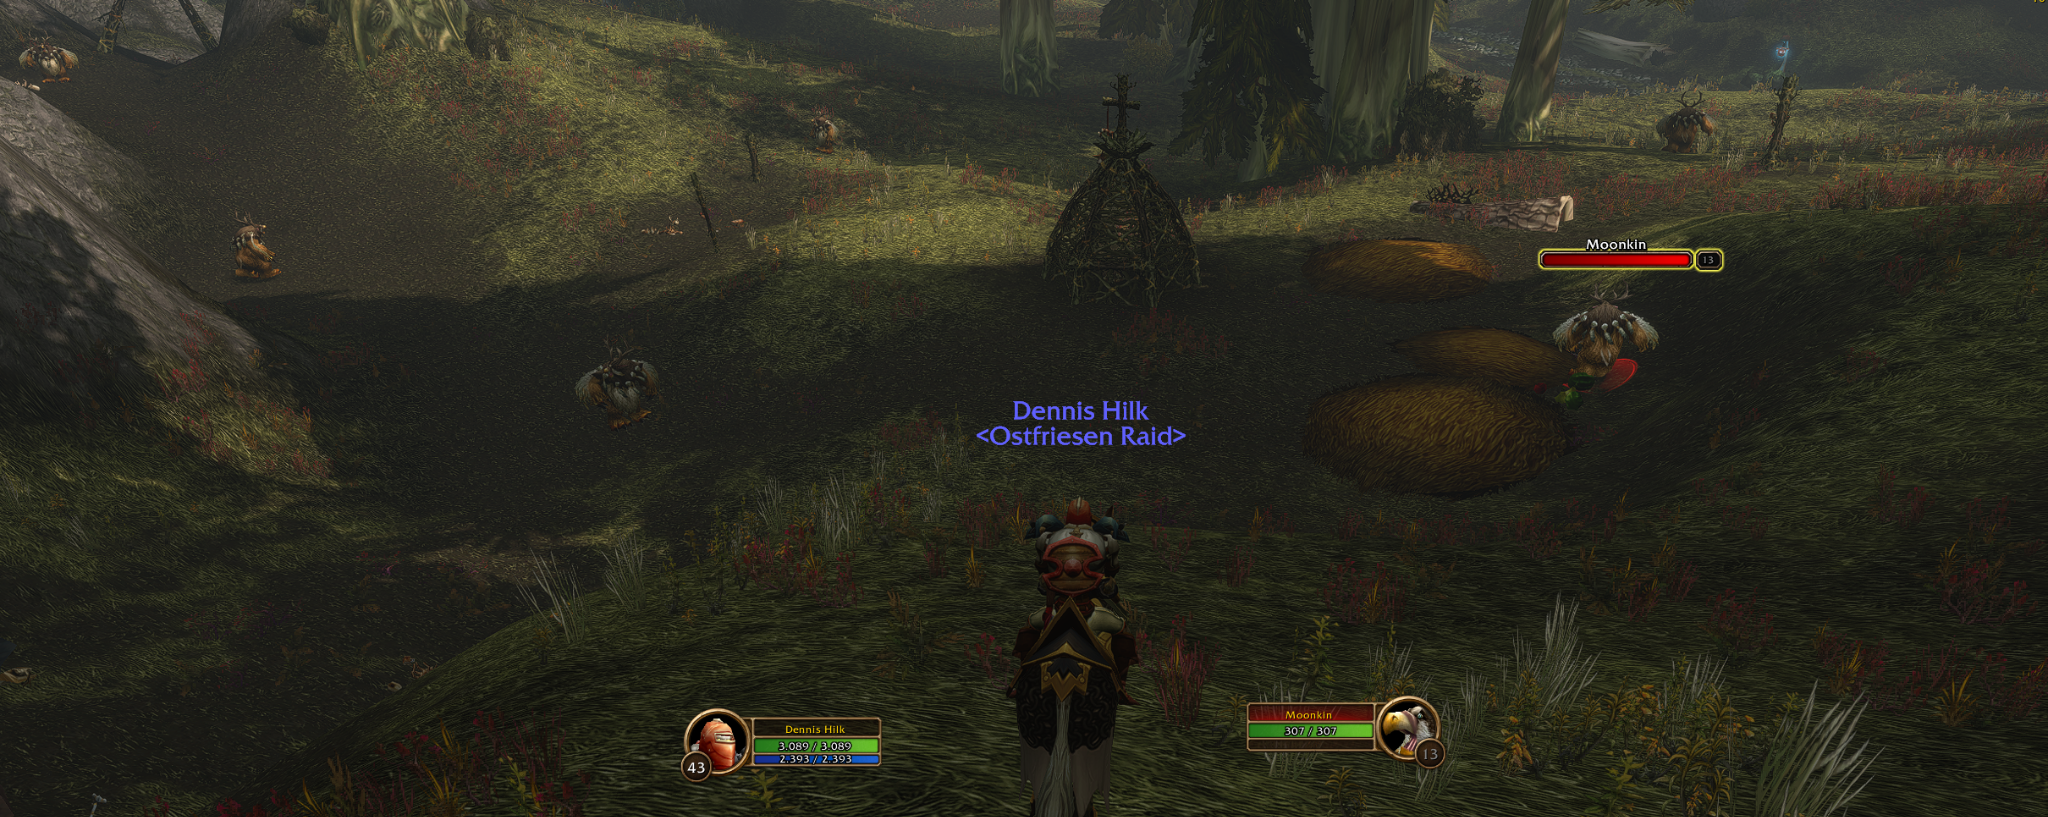 Moonkin
13
Dennis Hilk
<Ostfriesen Raid>
Dennis Hilk
3.089 / 3.089
2.393 / 2.393
43
Moonkin
307 / 307
13